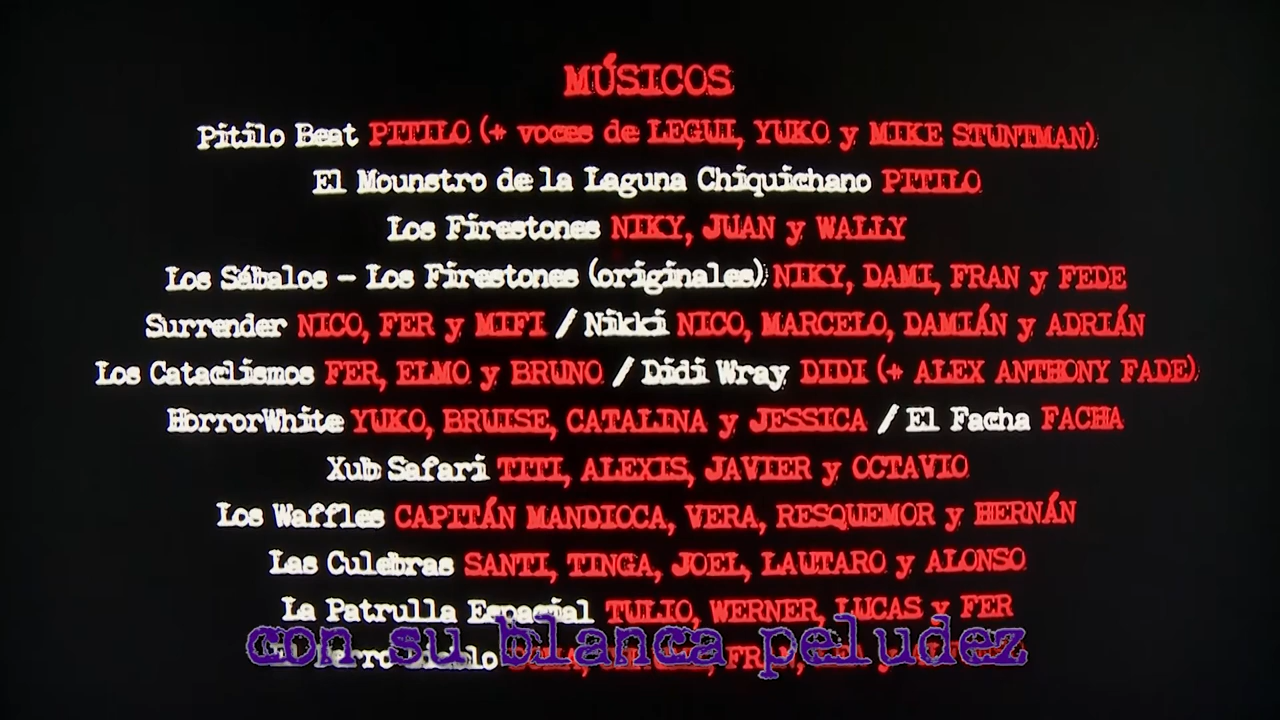 MÚSICOS
Pitilo Beat PITILO (+ voces de LEGUI, YUKO y MIKE STUNTMAN)
El Mounstro de la Laguna Chiquichano PITILO
Los Firestones NIKY, JUAN y WALLY
Los Sábalos - Los Firestones (originales) NIKY, DAMI, FRAN y FEDE
Surrender NICO, FER y MIFI / Nikki NICO, MARCELO, DAMIÁN y ADRIÁN
Los Cataclismos FER, ELMO y BRUNO / Didi Wray DIDI (+ ALEX ANTHONY FADE)
HorrorWhite YUKO, BRUISE, CATALINA y JESSICA / El Facha FACHA
Xub Safari TITI, ALEXIS, JAVIER y OCTAVIO
Los Waffles CAPITÁN MANDIOCA, VERA, RESQUEMOR y HERNÁN
Las Culebras SANTI, TINGA, JOEL, LAUTARO y ALONSO
La Patrulla Espacial TULIO, WERNER, LUCAS y FER
con su blanca peludez